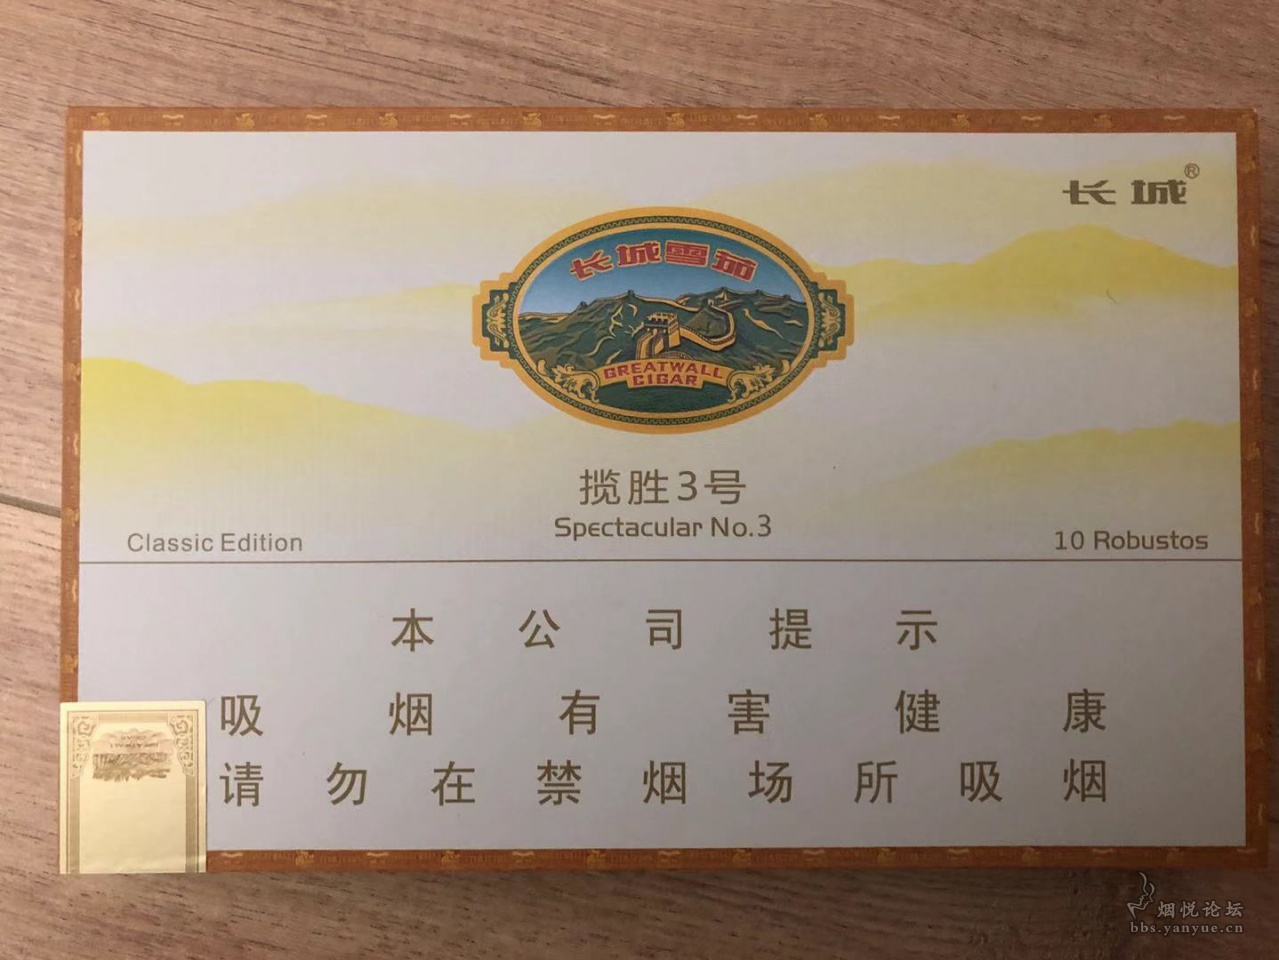 长城®
长城雪茄
GREATWALL
CIGAR
揽胜3号
Spectacular No.3
Classic Edition
10 Robustos
本公司提示
吸烟有害健康
请勿在禁烟场所吸烟
烟悦论坛
bbs.yanyue.cn